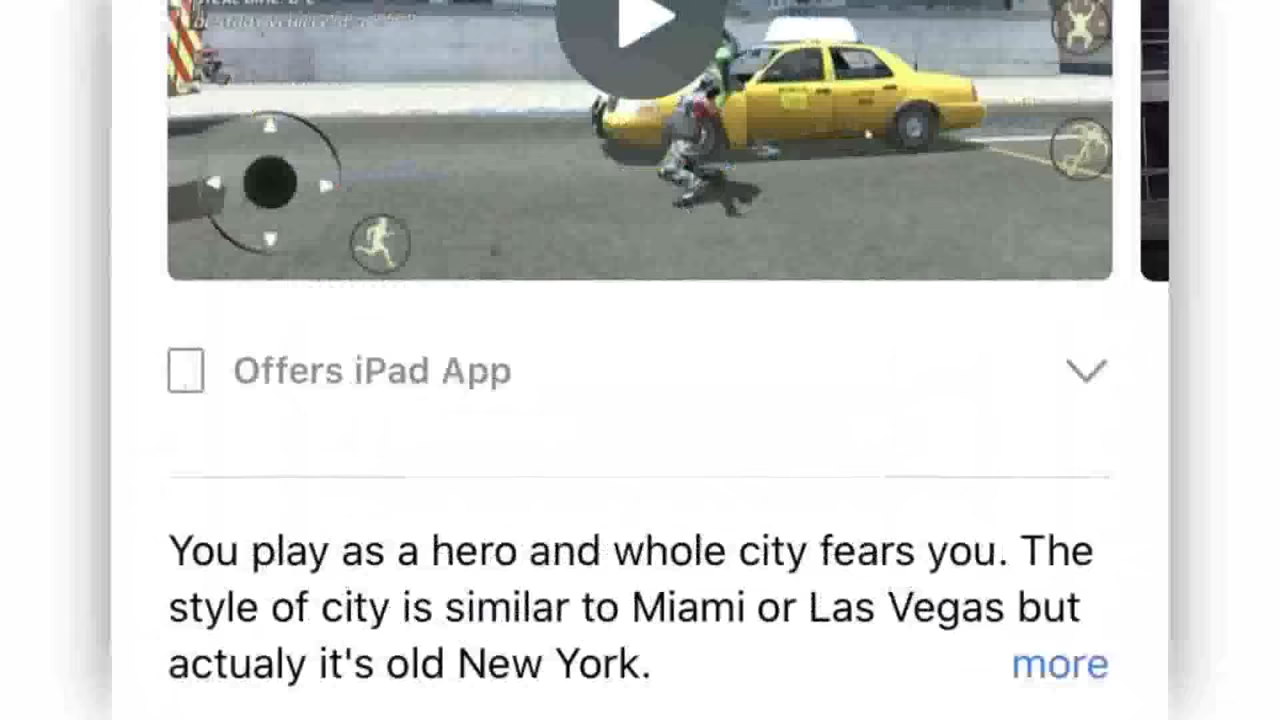 Offers iPad App
You play as a hero and whole city fears you. The
style of city is similar to Miami or Las Vegas but
actualy it's old New York. more